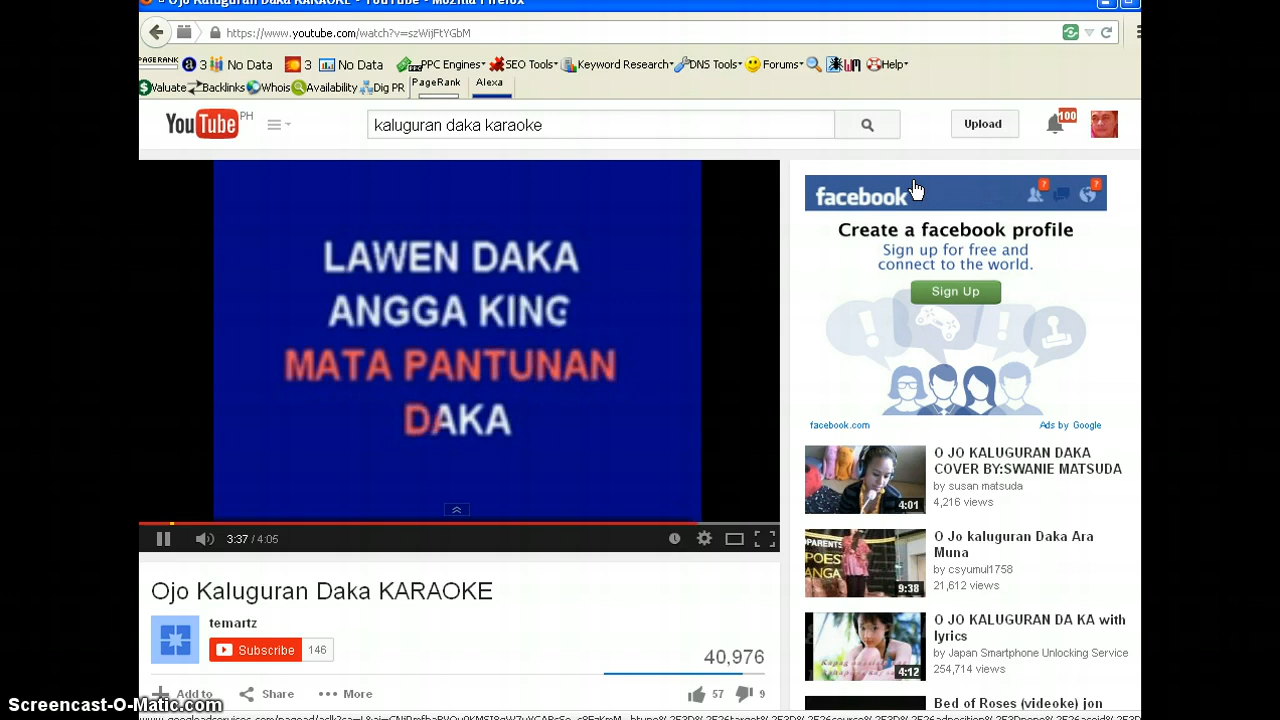 Ojo Kaluguran Daka KARAOKE - YouTube - Mozilla Firefox
https://www.youtube.com/watch?v=szWijFtYGbM
PAGERANK 3 No Data 3 No Data PPC Engines SEO Tools Keyword Research DNS Tools Forums Help
Valuate Backlinks Whois Availability Dig PR PageRank Alexa
YouTube PH
kaluguran daka karaoke
Upload
100
LAWEN DAKA
ANGGA KING
MATA PANTUNAN
DAKA
3:37 / 4:05
Ojo Kaluguran Daka KARAOKE
temartz
Subscribe 146
40,976
Add to Share More 57 9
facebook
? ?
Create a facebook profile
Sign up for free and
connect to the world.
Sign Up
facebook.com Ads by Google
O JO KALUGURAN DAKA
COVER BY:SWANIE MATSUDA
by susan matsuda
4,216 views
4:01
O Jo kaluguran Daka Ara
Muna
by csyumul1758
21,612 views
9:38
O JO KALUGURAN DA KA with
lyrics
by Japan Smartphone Unlocking Service
254,714 views
4:12
Bed of Roses (videoke) jon
Screencast-O-Matic.com